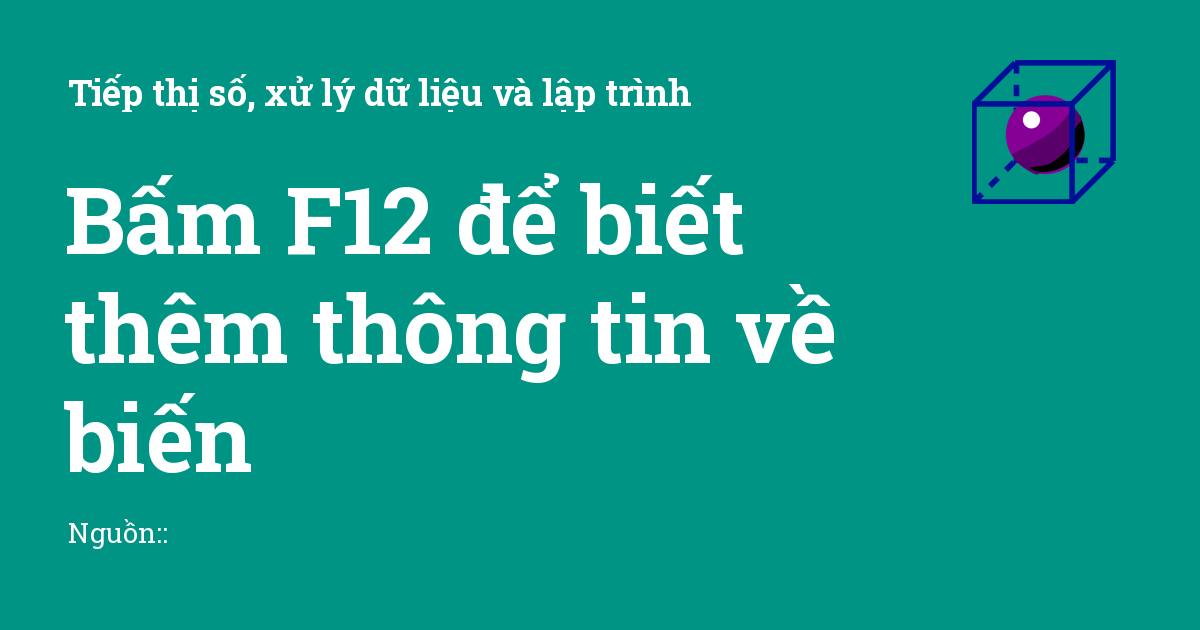 Tiếp thị số, xử lý dữ liệu và lập trình
Bấm F12 để biết
thêm thông tin về
biến
Nguồn::